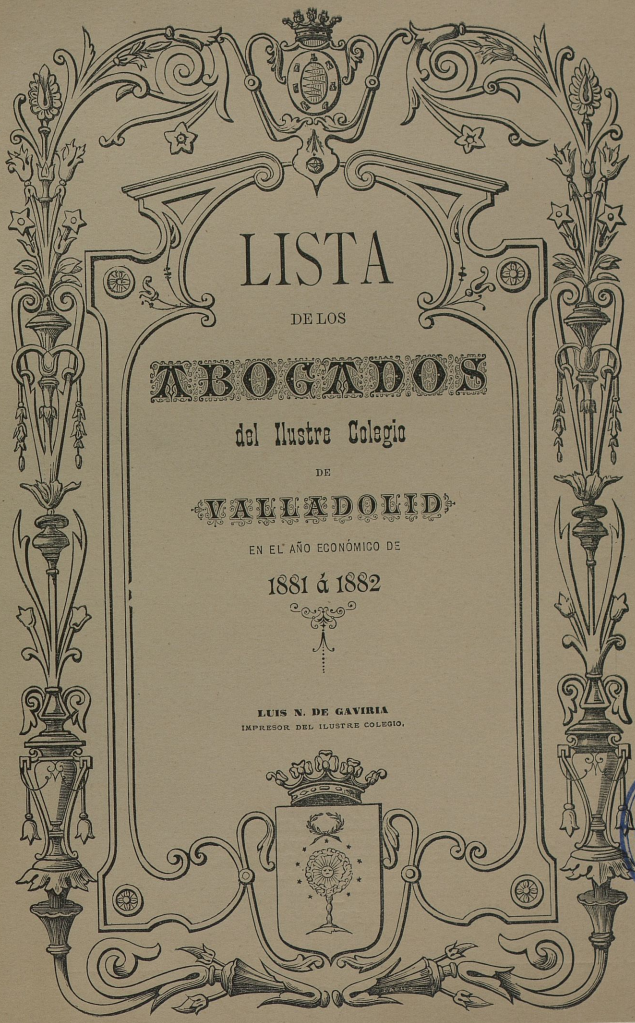 LISTA
DE LOS
ABOGADOS
del Ilustre Colegio
DE
VALLADOLID
EN EL AÑO ECONÓMICO DE
1881 á 1882
LUIS N. DE GAVIRIA
IMPRESOR DEL ILUSTRE COLEGIO.